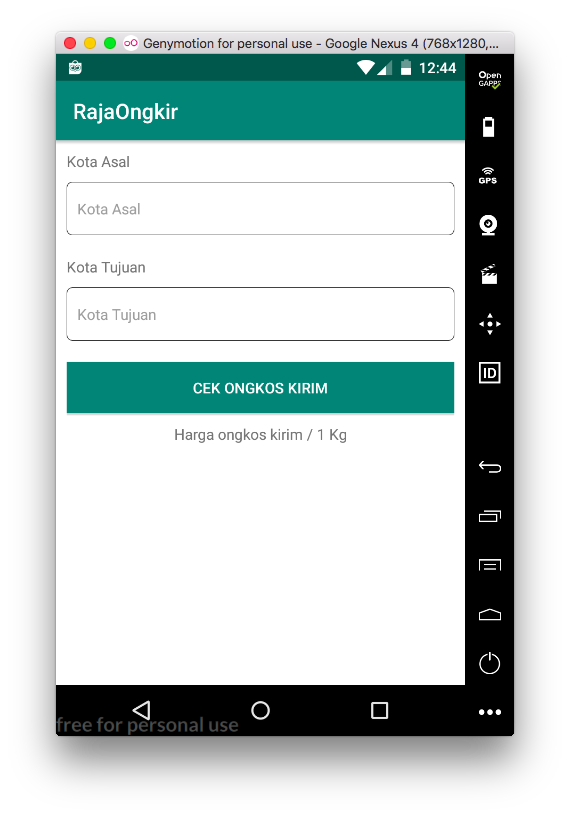 Genymotion for personal use - Google Nexus 4 (768x1280,...
12:44
Open
GAPPS
RajaOngkir
Kota Asal
Kota Asal
GPS
Kota Tujuan
Kota Tujuan
ID
CEK ONGKOS KIRIM
Harga ongkos kirim / 1 Kg
free for personal use